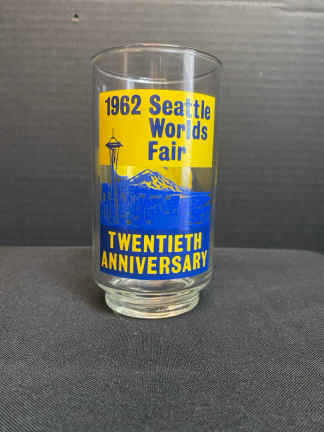 1962 Seattle
Worlds
Fair
TWENTIETH
ANNIVERSARY